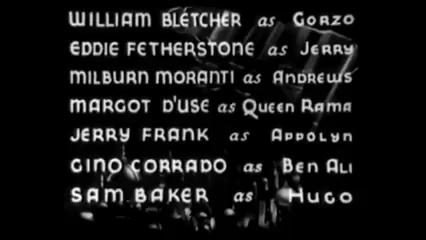 WILLIAM BLETCHER as GORZO
EDDIE FETHERSTONE as JERRY
MILBURN MORANTI as ANDREWS
MARGOT D'USE as QUEEN RAMA
JERRY FRANK as APPOLYN
GINO CORRADO as BEN ALI
SAM BAKER as HUGO